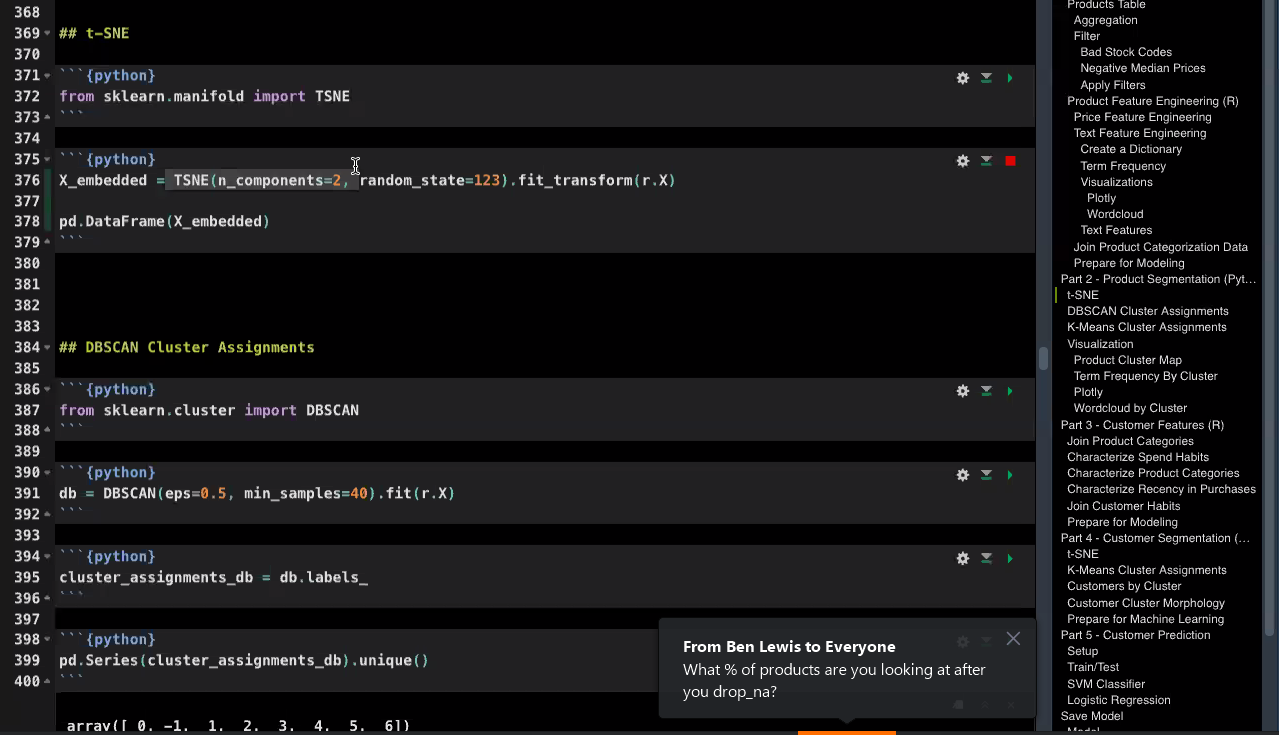 368
369 ## t-SNE
370
371 ```{python}
372 from sklearn.manifold import TSNE
373 ```
374
375 ```{python}
376 X_embedded = TSNE(n_components=2, random_state=123).fit_transform(r.X)
377
378 pd.DataFrame(X_embedded)
379 ```
380
381
382
383
384 ## DBSCAN Cluster Assignments
385
386 ```{python}
387 from sklearn.cluster import DBSCAN
388 ```
389
390 ```{python}
391 db = DBSCAN(eps=0.5, min_samples=40).fit(r.X)
392 ```
393
394 ```{python}
395 cluster_assignments_db = db.labels_
396 ```
397
398 ```{python}
399 pd.Series(cluster_assignments_db).unique()
400 ```
array([ 0, -1, 1, 2, 3, 4, 5, 6])
From Ben Lewis to Everyone
What % of products are you looking at after
you drop_na?
Products Table
Aggregation
Filter
Bad Stock Codes
Negative Median Prices
Apply Filters
Product Feature Engineering (R)
Price Feature Engineering
Text Feature Engineering
Create a Dictionary
Term Frequency
Visualizations
Plotly
Wordcloud
Text Features
Join Product Categorization Data
Prepare for Modeling
Part 2 - Product Segmentation (Pyt...
t-SNE
DBSCAN Cluster Assignments
K-Means Cluster Assignments
Visualization
Product Cluster Map
Term Frequency By Cluster
Plotly
Wordcloud by Cluster
Part 3 - Customer Features (R)
Join Product Categories
Characterize Spend Habits
Characterize Product Categories
Characterize Recency in Purchases
Join Customer Habits
Prepare for Modeling
Part 4 - Customer Segmentation (...
t-SNE
K-Means Cluster Assignments
Customers by Cluster
Customer Cluster Morphology
Prepare for Machine Learning
Part 5 - Customer Prediction
Setup
Train/Test
SVM Classifier
Logistic Regression
Save Model